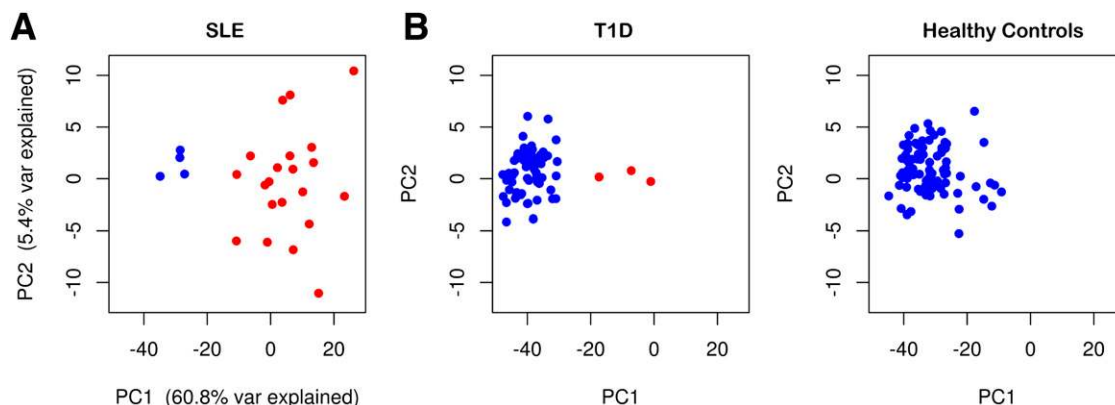 A
SLE
B
T1D
Healthy Controls
PC2 (5.4% var explained)
10
5
0
-5
-10
-40 -20 0 20
PC1 (60.8% var explained)
PC2
10
5
0
-5
-10
-40 -20 0 20
PC1
PC2
10
5
0
-5
-10
-40 -20 0 20
PC1